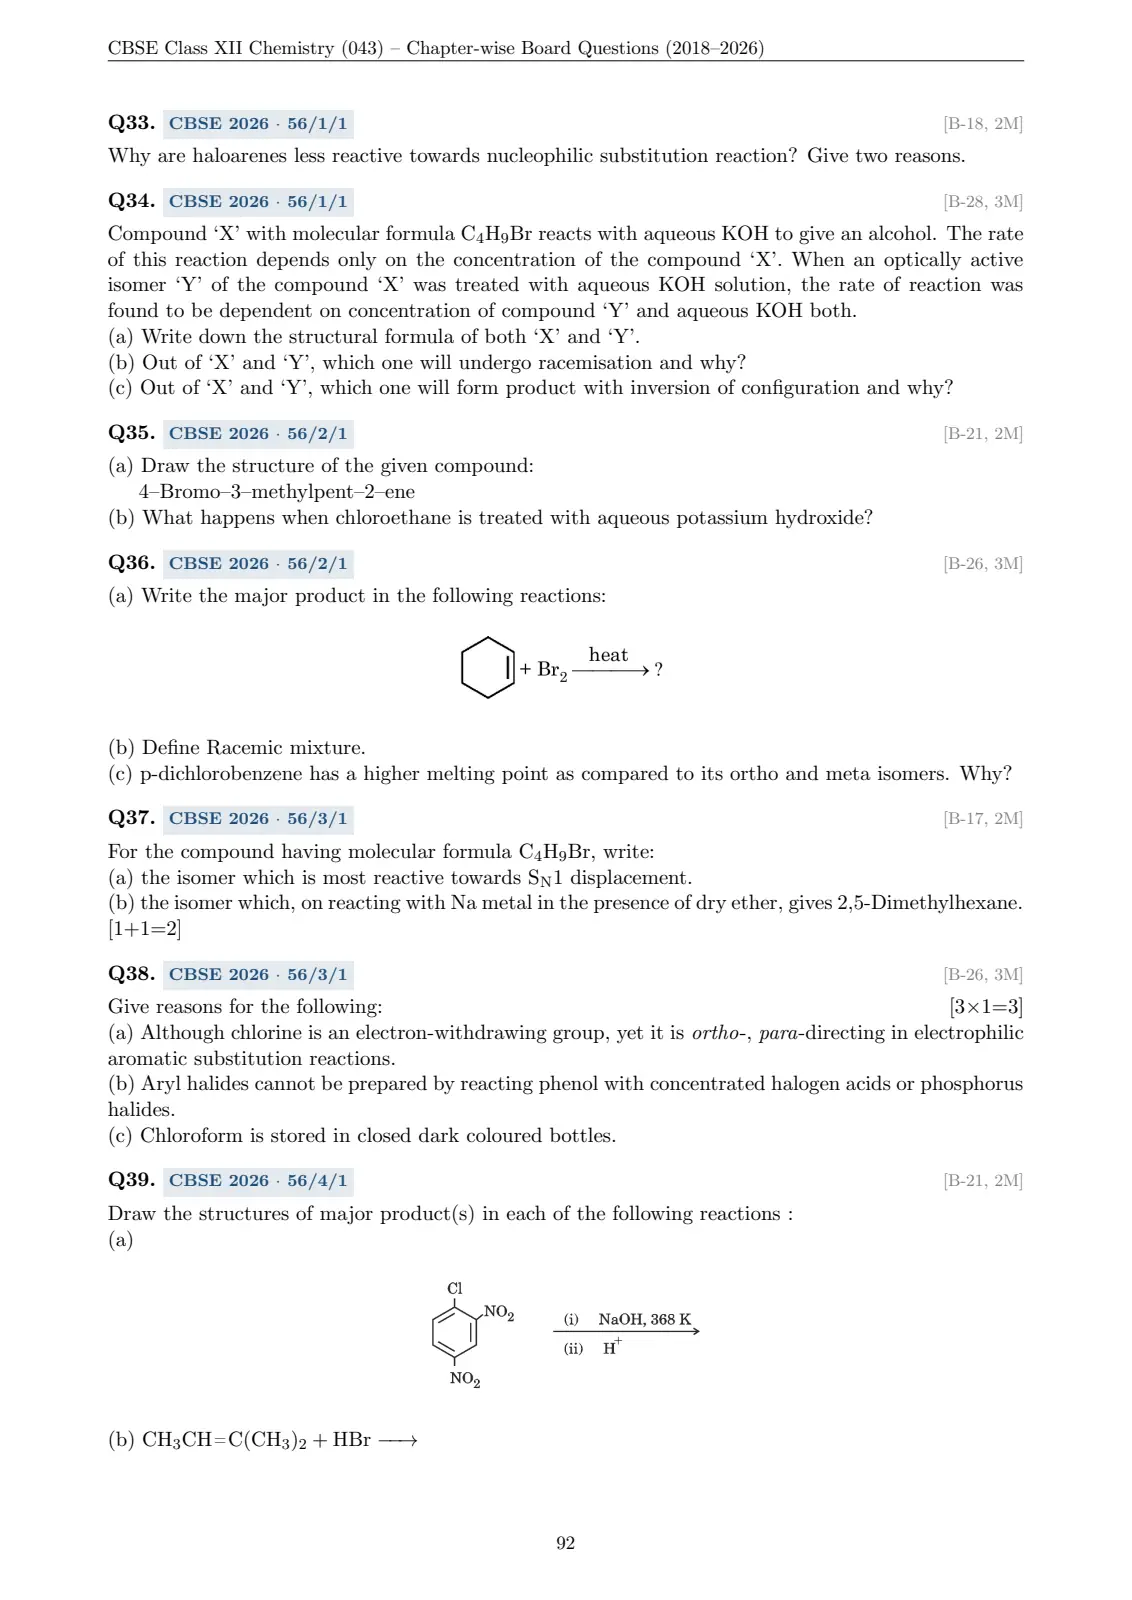 CBSE Class XII Chemistry (043) – Chapter-wise Board Questions (2018–2026)
Q33. CBSE 2026 · 56/1/1 [B-18, 2M]
Why are haloarenes less reactive towards nucleophilic substitution reaction? Give two reasons.
Q34. CBSE 2026 · 56/1/1 [B-28, 3M]
Compound ‘X’ with molecular formula C₄H₉Br reacts with aqueous KOH to give an alcohol. The rate
of this reaction depends only on the concentration of the compound ‘X’. When an optically active
isomer ‘Y’ of the compound ‘X’ was treated with aqueous KOH solution, the rate of reaction was
found to be dependent on concentration of compound ‘Y’ and aqueous KOH both.
(a) Write down the structural formula of both ‘X’ and ‘Y’.
(b) Out of ‘X’ and ‘Y’, which one will undergo racemisation and why?
(c) Out of ‘X’ and ‘Y’, which one will form product with inversion of configuration and why?
Q35. CBSE 2026 · 56/2/1 [B-21, 2M]
(a) Draw the structure of the given compound:
4–Bromo–3–methylpent–2–ene
(b) What happens when chloroethane is treated with aqueous potassium hydroxide?
Q36. CBSE 2026 · 56/2/1 [B-26, 3M]
(a) Write the major product in the following reactions:
+ Br₂ heat ⟶ ?
(b) Define Racemic mixture.
(c) p-dichlorobenzene has a higher melting point as compared to its ortho and meta isomers. Why?
Q37. CBSE 2026 · 56/3/1 [B-17, 2M]
For the compound having molecular formula C₄H₉Br, write:
(a) the isomer which is most reactive towards S_N1 displacement.
(b) the isomer which, on reacting with Na metal in the presence of dry ether, gives 2,5-Dimethylhexane.
[1+1=2]
Q38. CBSE 2026 · 56/3/1 [B-26, 3M]
Give reasons for the following: [3×1=3]
(a) Although chlorine is an electron-withdrawing group, yet it is ortho-, para-directing in electrophilic
aromatic substitution reactions.
(b) Aryl halides cannot be prepared by reacting phenol with concentrated halogen acids or phosphorus
halides.
(c) Chloroform is stored in closed dark coloured bottles.
Q39. CBSE 2026 · 56/4/1 [B-21, 2M]
Draw the structures of major product(s) in each of the following reactions :
(a)
Cl
NO₂
(i) NaOH, 368 K
(ii) H⁺
NO₂
(b) CH₃CH=C(CH₃)₂ + HBr ⟶
92